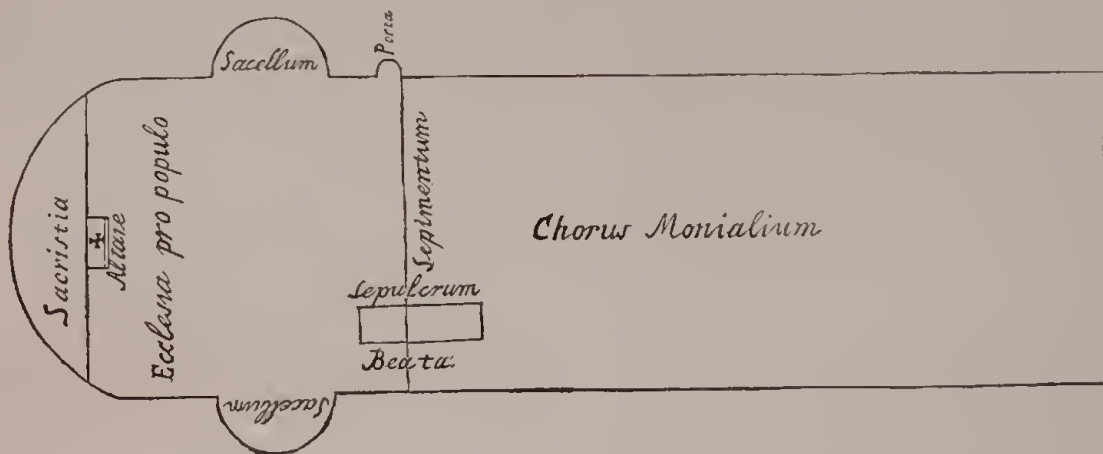 Sacellum
Porta
Sacristia
Altare
Ecclesia pro populo
Sepimentum
Chorus Monialium
Sepulcrum
Beata:
Sacellum